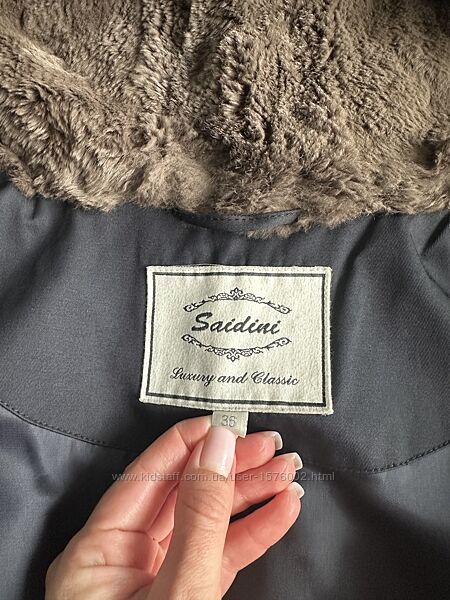 Saidini
Luxury and Classic
36
www.kidstaff.com.ua/user-1576002.html